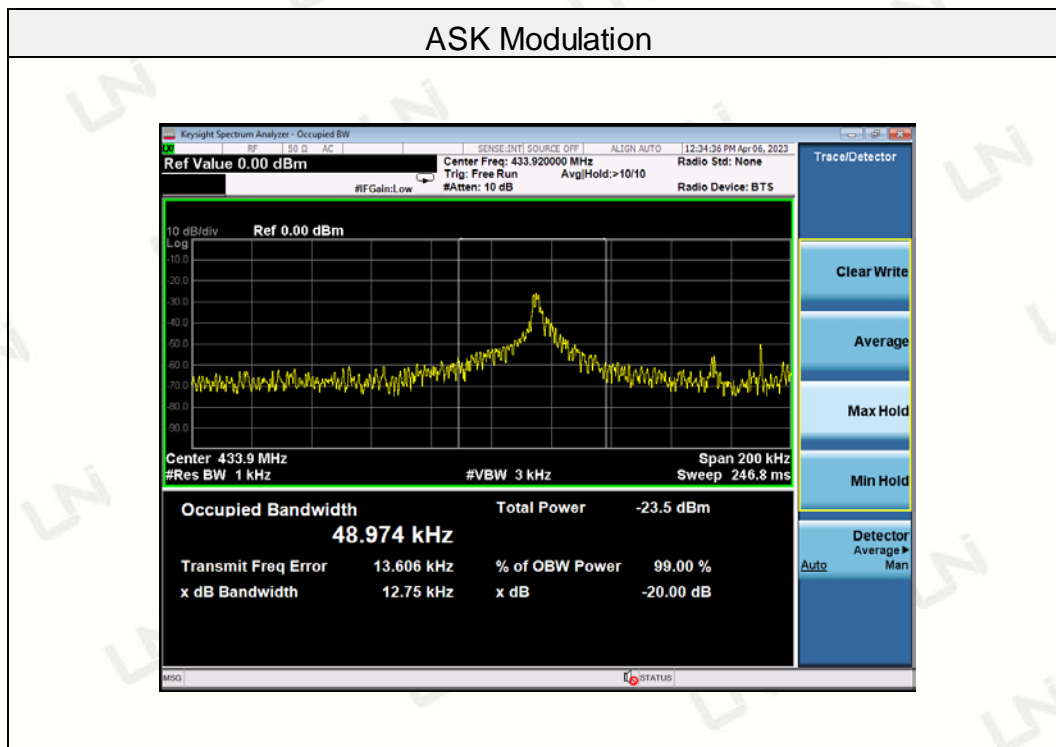 ASK Modulation
Keysight Spectrum Analyzer - Occupied BW
LXI RF 50 Ω AC SENSE:INT SOURCE OFF ALIGN AUTO 12:34:36 PM Apr 06, 2023
Ref Value 0.00 dBm
Center Freq: 433.920000 MHz
Radio Std: None
Trig: Free Run Avg|Hold:>10/10
#IFGain:Low
#Atten: 10 dB
Radio Device: BTS
10 dB/div Ref 0.00 dBm
Log
-10.0
-20.0
-30.0
-40.0
-50.0
-60.0
-70.0
-80.0
-90.0
Center 433.9 MHz
Span 200 kHz
#Res BW 1 kHz
#VBW 3 kHz
Sweep 246.8 ms
Occupied Bandwidth
48.974 kHz
Total Power -23.5 dBm
Transmit Freq Error 13.606 kHz
% of OBW Power 99.00 %
x dB Bandwidth 12.75 kHz
x dB -20.00 dB
MSG
STATUS
Trace/Detector
Clear Write
Average
Max Hold
Min Hold
Detector
Average
Auto Man
LNi